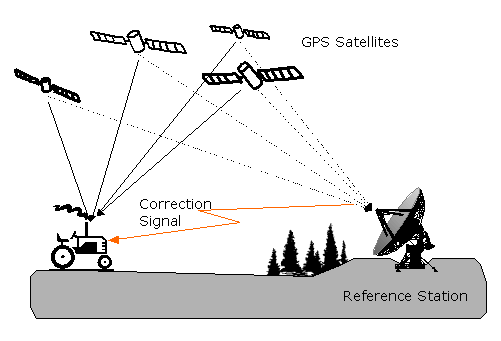 GPS Satellites
Correction
Signal
Reference Station